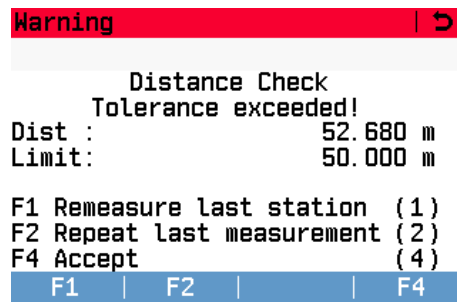 Warning
Distance Check
Tolerance exceeded!
Dist : 52.680 m
Limit: 50.000 m
F1 Remeasure last station (1)
F2 Repeat last measurement (2)
F4 Accept (4)
F1 | F2 | | F4